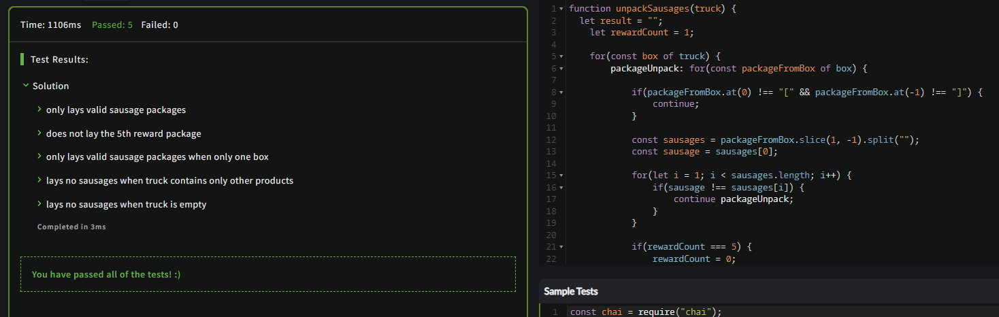 Time: 1106ms Passed: 5 Failed: 0
Test Results:
Solution
only lays valid sausage packages
does not lay the 5th reward package
only lays valid sausage packages when only one box
lays no sausages when truck contains only other products
lays no sausages when truck is empty
Completed in 3ms
You have passed all of the tests! :)
1 function unpackSausages(truck) {
2 let result = "";
3 let rewardCount = 1;
4
5 for(const box of truck) {
6 packageUnpack: for(const packageFromBox of box) {
7
8 if(packageFromBox.at(0) !== "[" && packageFromBox.at(-1) !== "]") {
9 continue;
10 }
11
12 const sausages = packageFromBox.slice(1, -1).split("");
13 const sausage = sausages[0];
14
15 for(let i = 1; i < sausages.length; i++) {
16 if(sausage !== sausages[i]) {
17 continue packageUnpack;
18 }
19 }
20
21 if(rewardCount === 5) {
22 rewardCount = 0;
Sample Tests
1 const chai = require("chai");